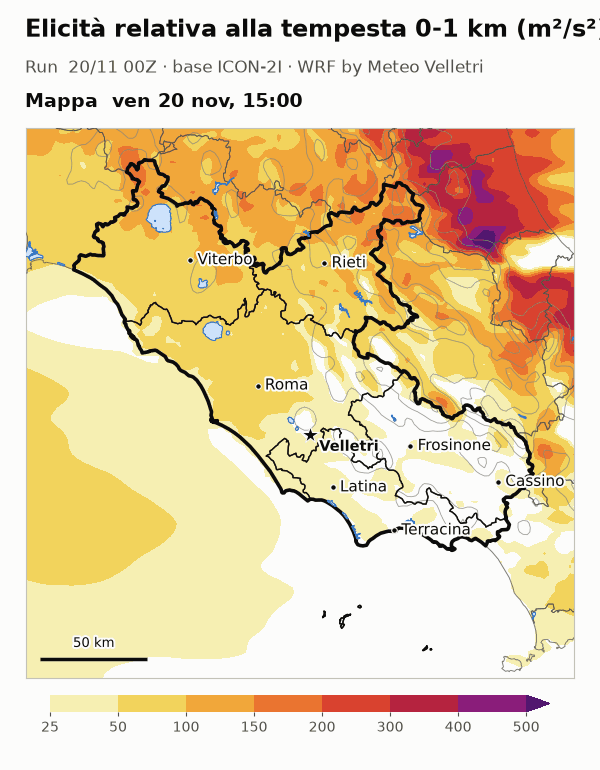 Elicità relativa alla tempesta 0-1 km (m²/s²)
Run 20/11 00Z · base ICON-2I · WRF by Meteo Velletri
Mappa ven 20 nov, 15:00
Viterbo
Rieti
Roma
Velletri
Frosinone
Latina
Cassino
Terracina
50 km
25 50 100 150 200 300 400 500